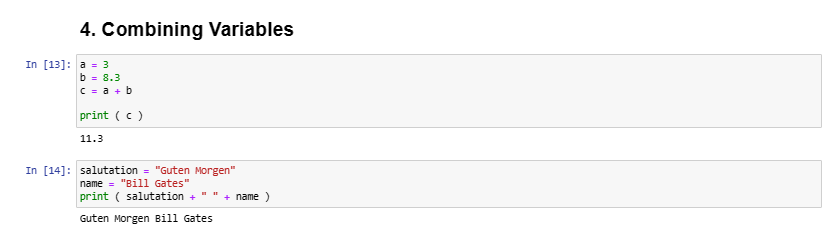 4. Combining Variables
In [13]: a = 3
b = 8.3
c = a + b
print ( c )
11.3
In [14]: salutation = "Guten Morgen"
name = "Bill Gates"
print ( salutation + " " + name )
Guten Morgen Bill Gates